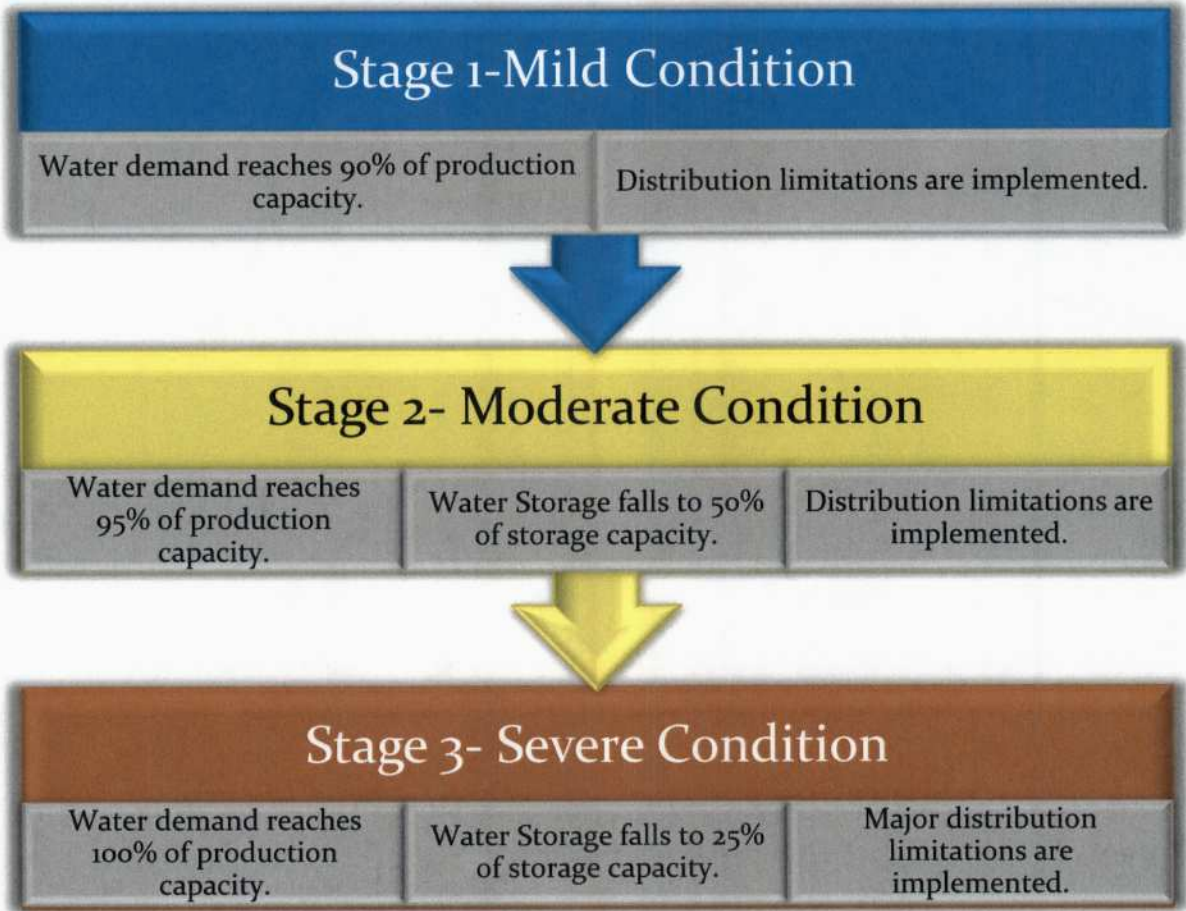 Stage 1-Mild Condition
Water demand reaches 90% of production
capacity.
Distribution limitations are implemented.
Stage 2- Moderate Condition
Water demand reaches
95% of production
capacity.
Water Storage falls to 50%
of storage capacity.
Distribution limitations are
implemented.
Stage 3- Severe Condition
Water demand reaches
100% of production
capacity.
Water Storage falls to 25%
of storage capacity.
Major distribution
limitations are
implemented.